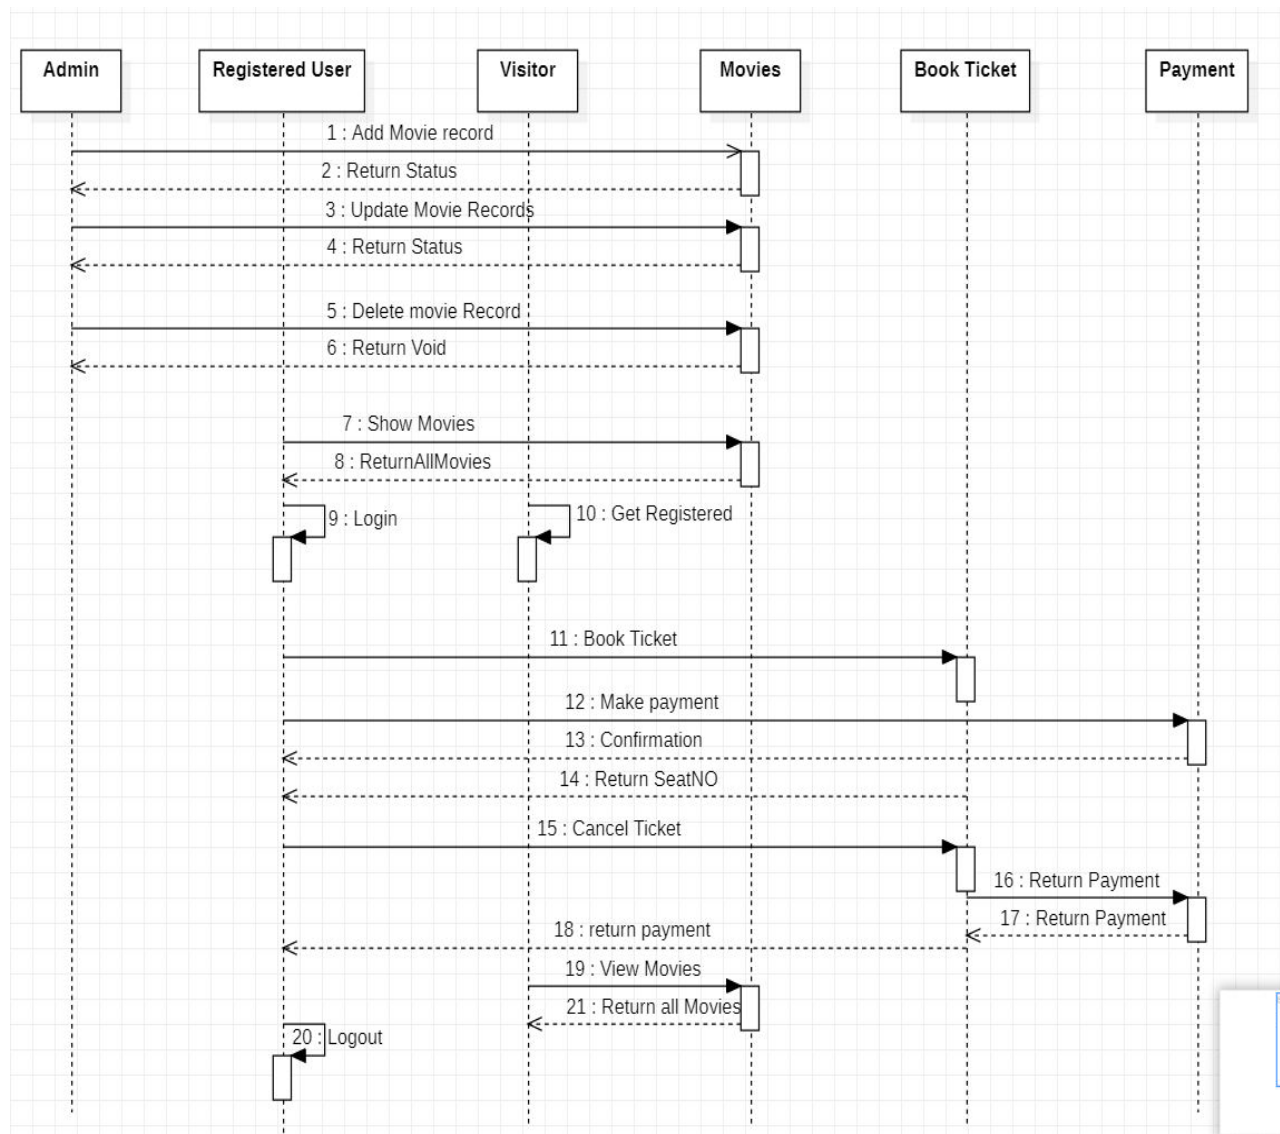 Admin
Registered User
Visitor
Movies
Book Ticket
Payment
1 : Add Movie record
2 : Return Status
3 : Update Movie Records
4 : Return Status
5 : Delete movie Record
6 : Return Void
7 : Show Movies
8 : ReturnAllMovies
9 : Login
10 : Get Registered
11 : Book Ticket
12 : Make payment
13 : Confirmation
14 : Return SeatNO
15 : Cancel Ticket
16 : Return Payment
17 : Return Payment
18 : return payment
19 : View Movies
21 : Return all Movies
20 : Logout